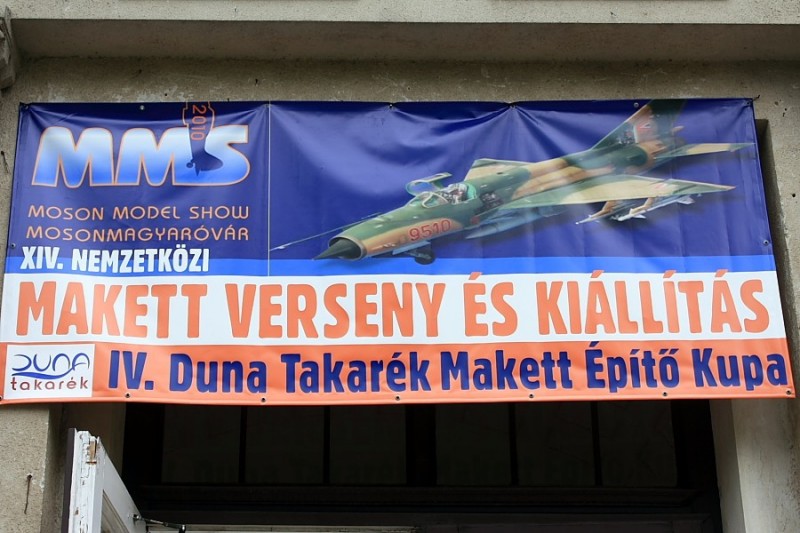 MMS
2010
MOSON MODEL SHOW
MOSONMAGYARÓVÁR
XIV. NEMZETKÖZI
9510
MAKETT VERSENY ÉS KIÁLLÍTÁS
DUNA
takarék
IV. Duna Takarék Makett Építő Kupa